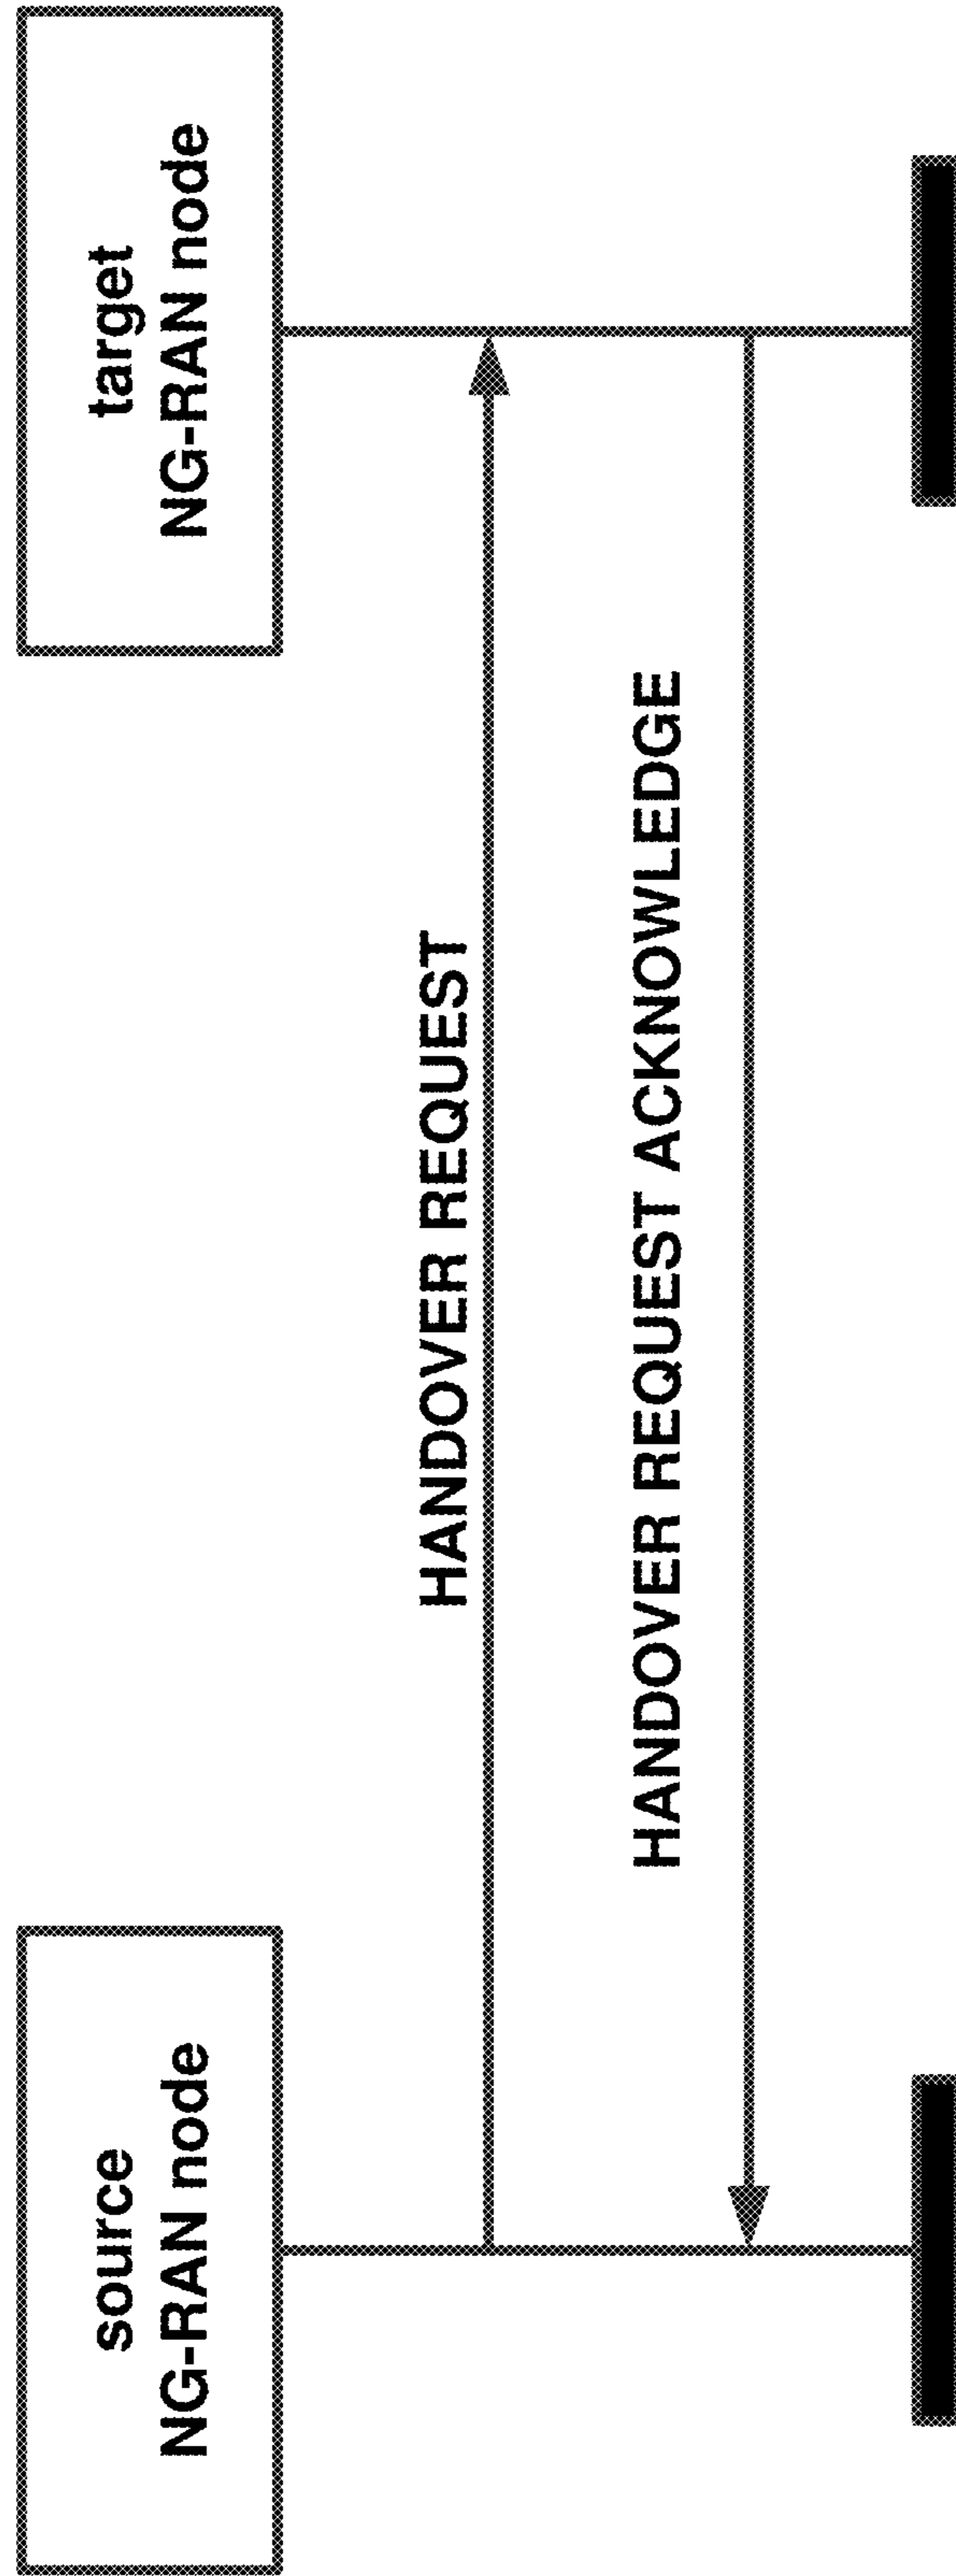 source
NG-RAN node
target
NG-RAN node
HANDOVER REQUEST
HANDOVER REQUEST ACKNOWLEDGE